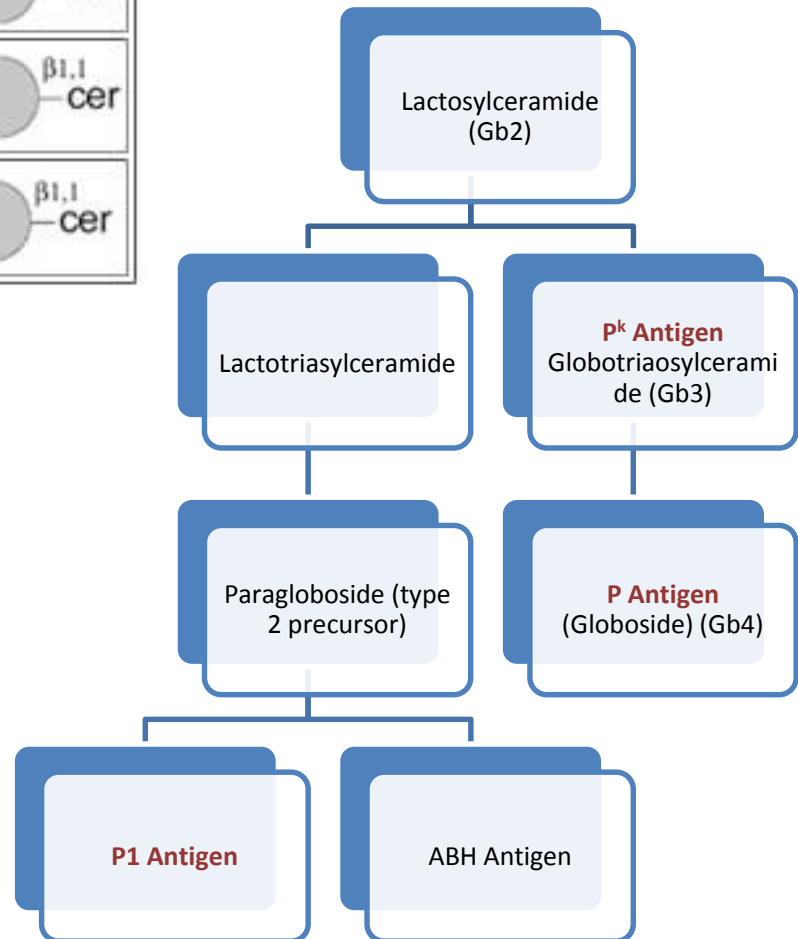 β1,1
cer
β1,1
cer
Lactosylceramide
(Gb2)
Lactotriasylceramide
Pᵏ Antigen
Globotriaosylcerami
de (Gb3)
Paragloboside (type
2 precursor)
P Antigen
(Globoside) (Gb4)
P1 Antigen
ABH Antigen